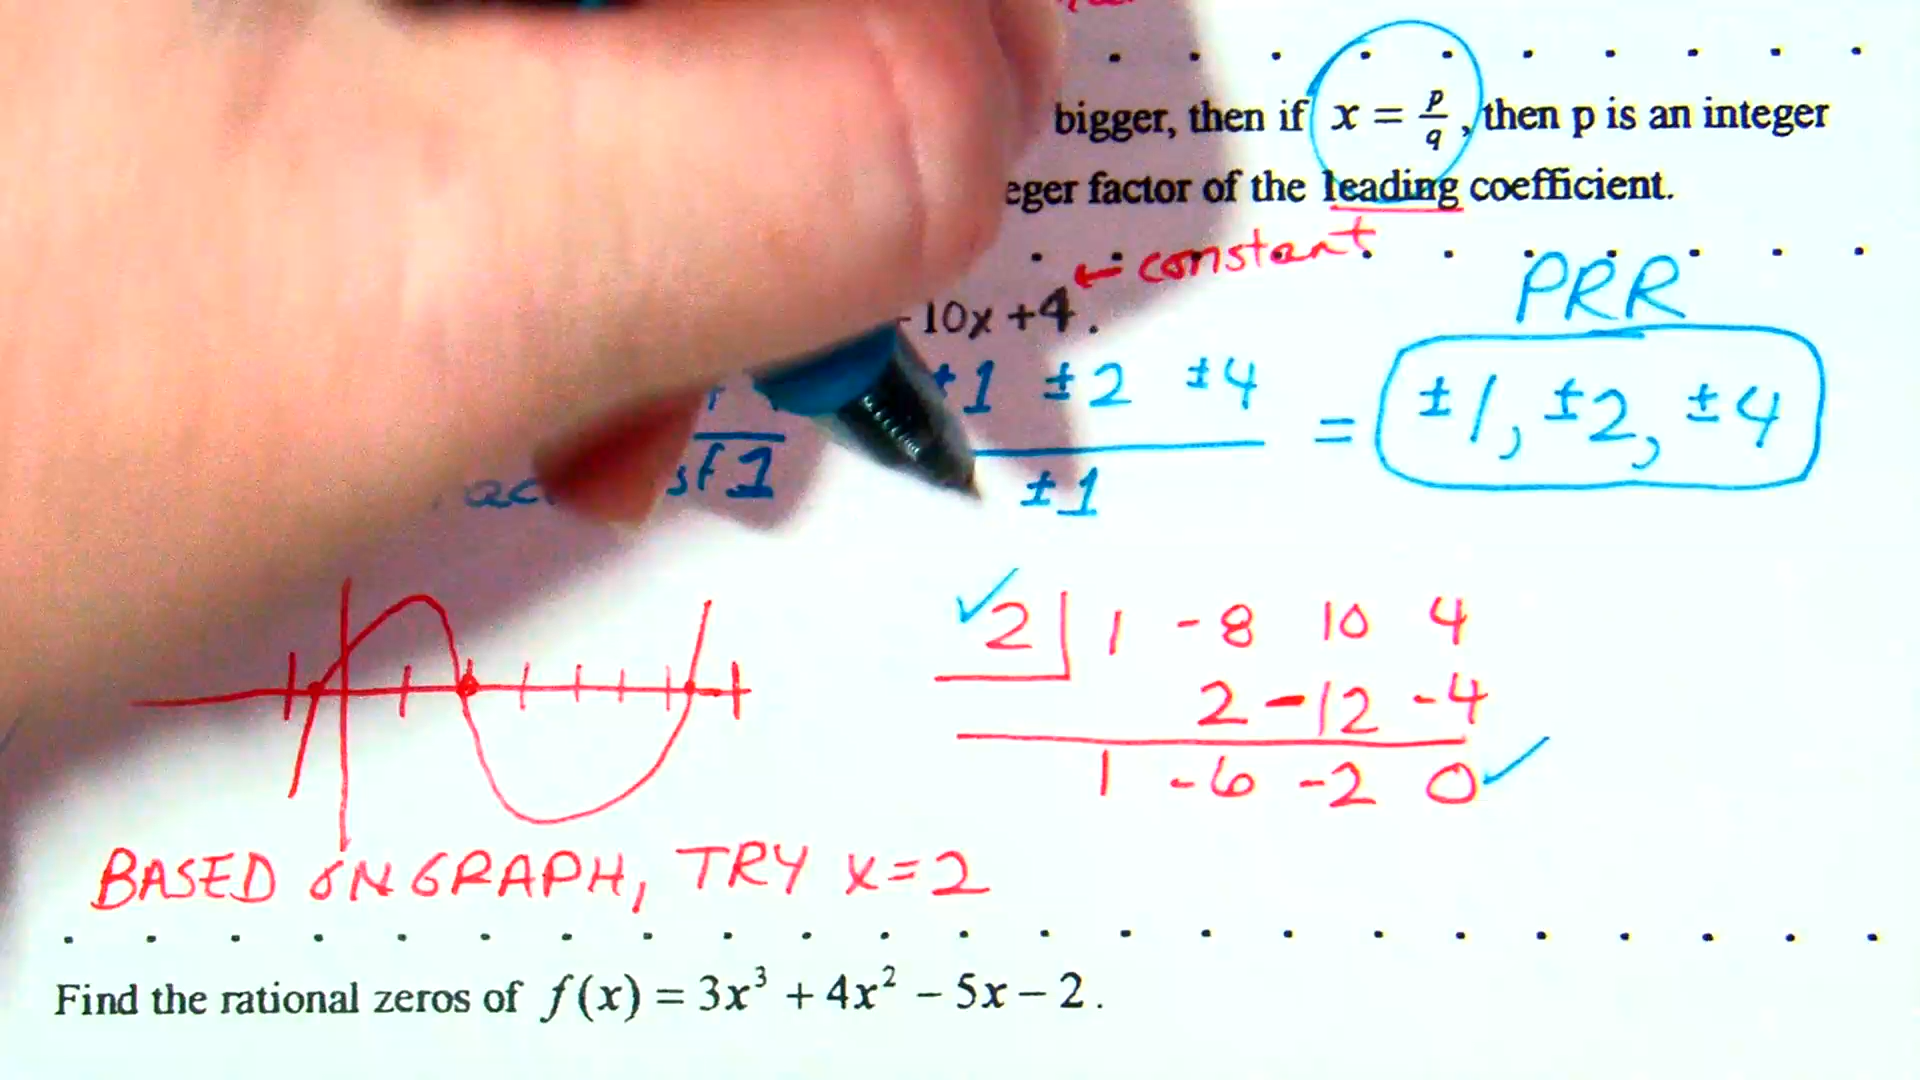 bigger, then if x = p/q, then p is an integer
eger factor of the leading coefficient.
← constant
PRR
-10x +4.
±1 ±2 ±4
±1
= ±1, ±2, ±4
sf 1
2 1 -8 10 4
2 -12 -4
1 -6 -2 0
BASED ON GRAPH, TRY x=2
Find the rational zeros of f(x) = 3x³ + 4x² − 5x − 2.